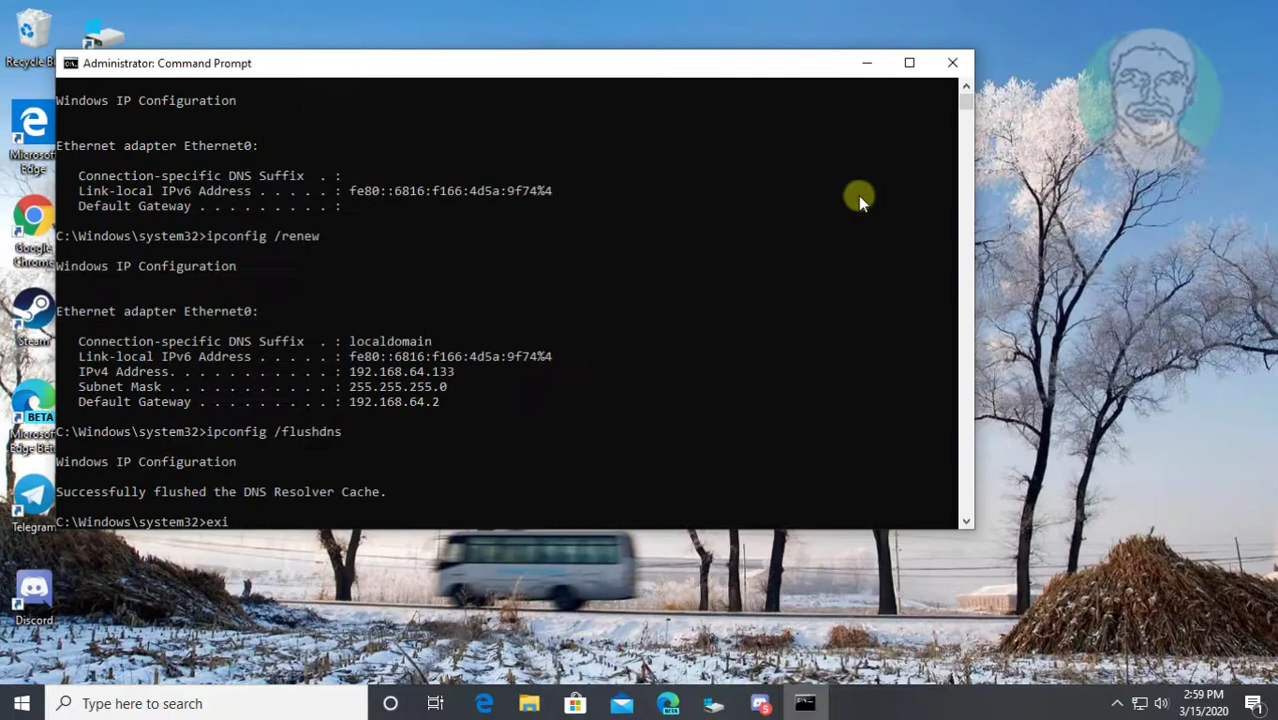 Recycle Bi
Administrator: Command Prompt
Windows IP Configuration
Ethernet adapter Ethernet0:
Connection-specific DNS Suffix . :
Link-local IPv6 Address . . . . . : fe80::6816:f166:4d5a:9f74%4
Default Gateway . . . . . . . . . :
C:\Windows\system32>ipconfig /renew
Windows IP Configuration
Ethernet adapter Ethernet0:
Connection-specific DNS Suffix . : localdomain
Link-local IPv6 Address . . . . . : fe80::6816:f166:4d5a:9f74%4
IPv4 Address. . . . . . . . . . . : 192.168.64.133
Subnet Mask . . . . . . . . . . . : 255.255.255.0
Default Gateway . . . . . . . . . : 192.168.64.2
C:\Windows\system32>ipconfig /flushdns
Windows IP Configuration
Successfully flushed the DNS Resolver Cache.
C:\Windows\system32>exi
Microsoft
Edge
Google
Chrome
Steam
BETA
Microsof
Edge Bet
Telegram
Discord
Type here to search
BETA
5
2:59 PM
3/15/2020
1